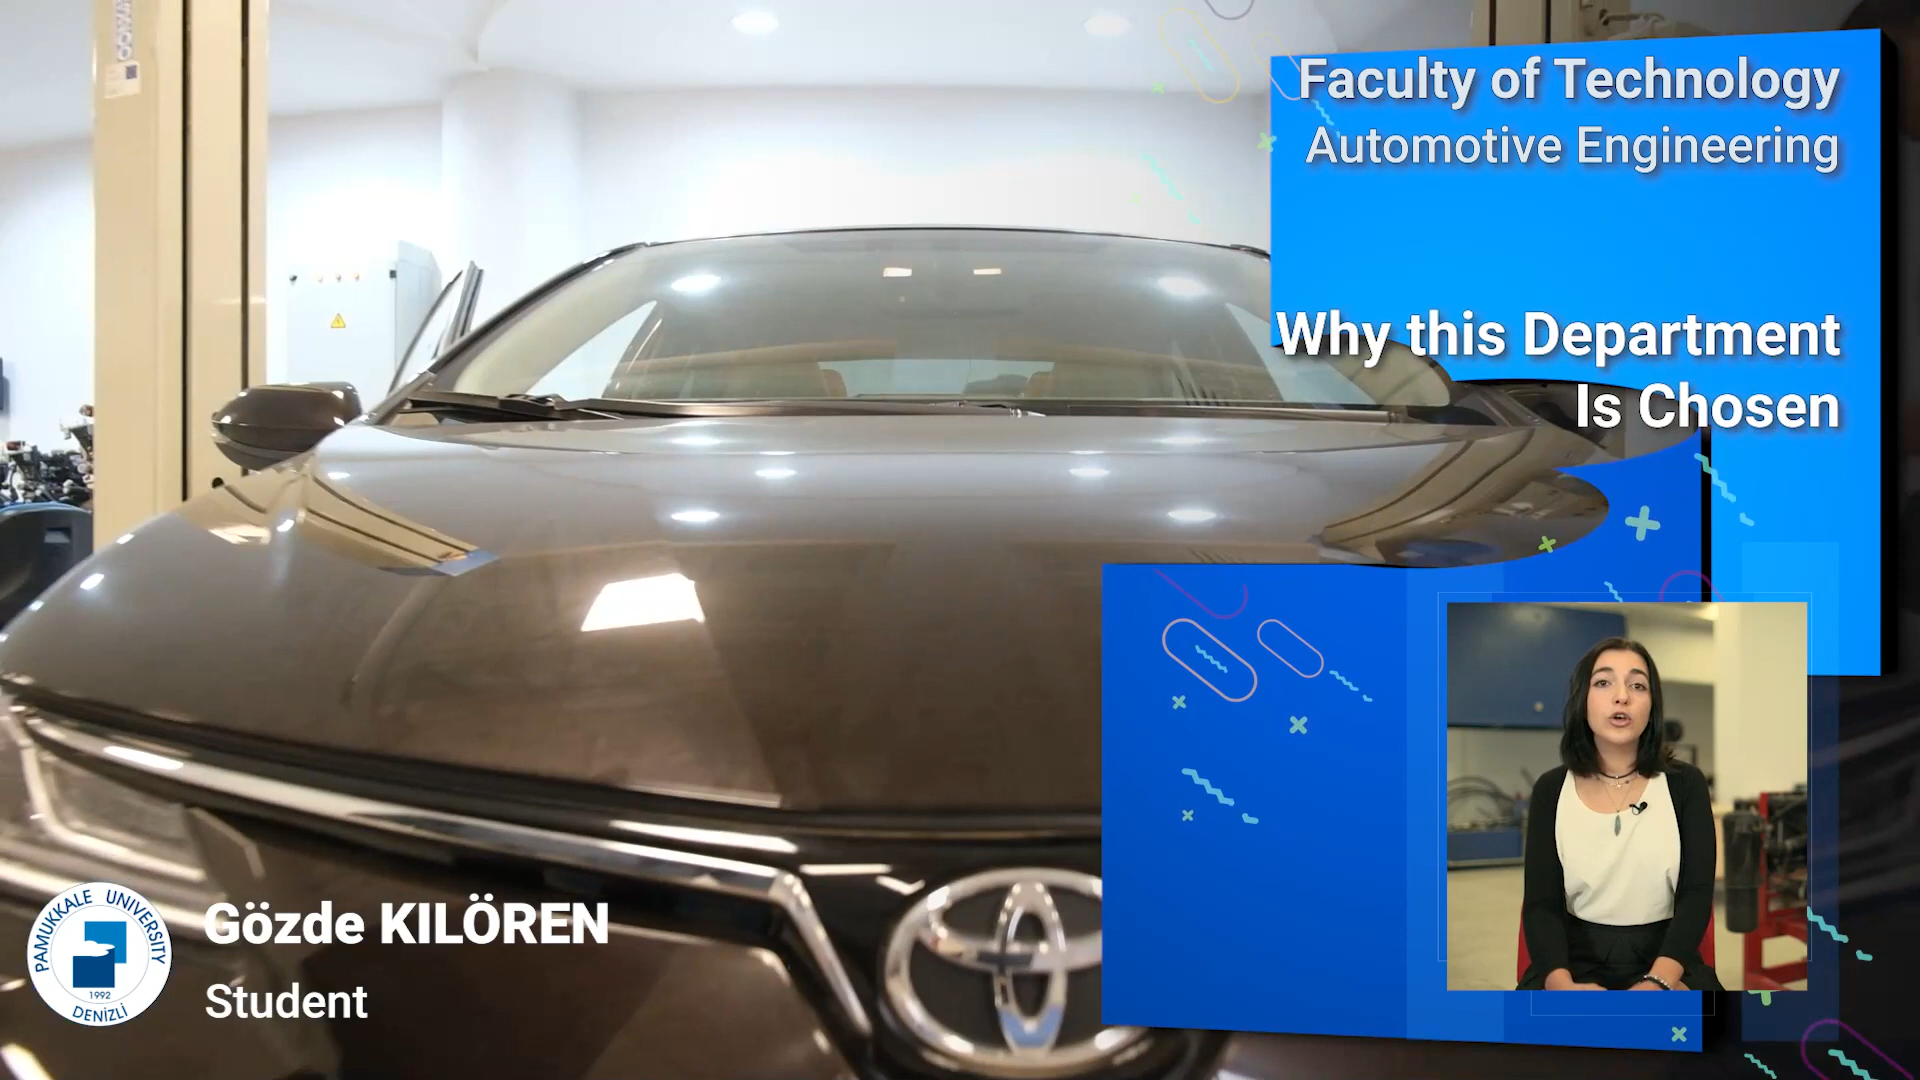 Faculty of Technology
Automotive Engineering
Why this Department
Is Chosen
PAMUKKALE UNIVERSITY
1992
DENİZLİ
Gözde KILÖREN
Student